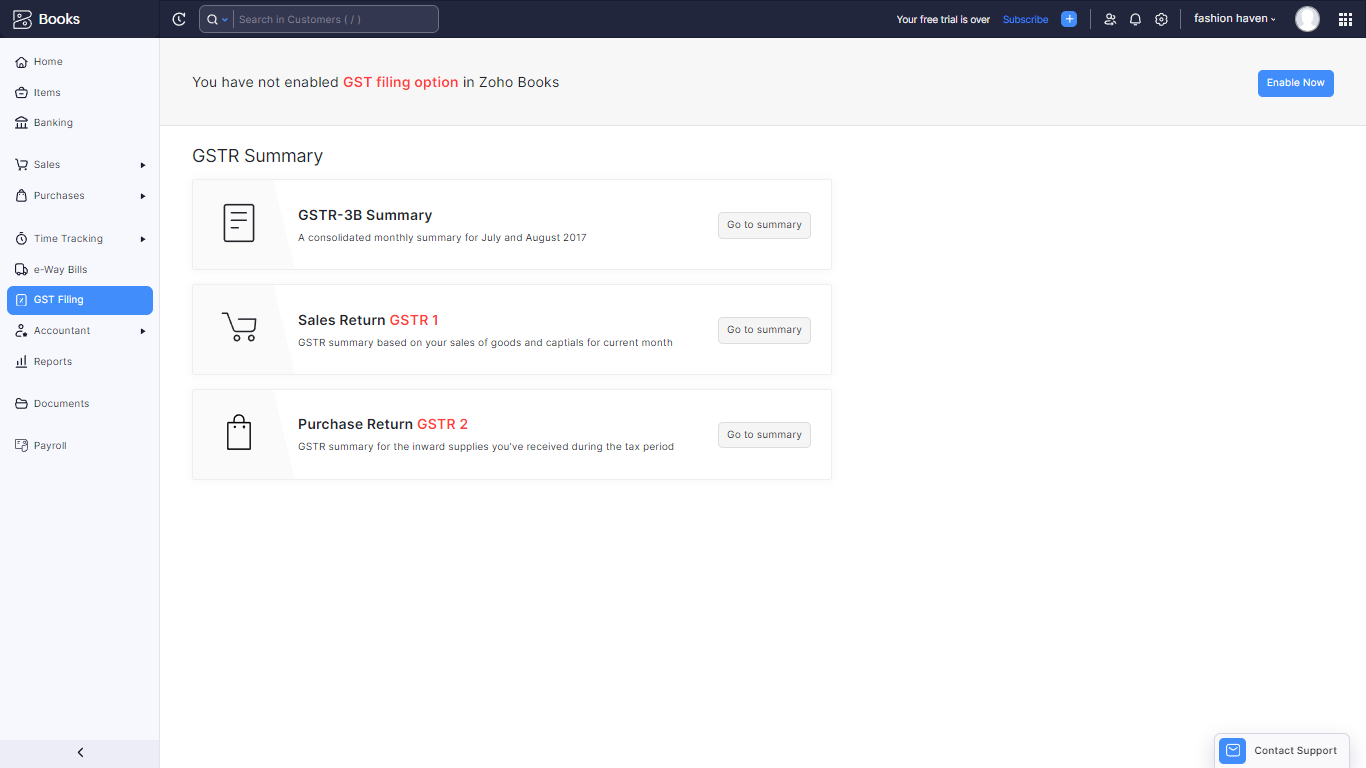 Books
Search in Customers ( / )
Your free trial is over
Subscribe
fashion haven
Home
Items
Banking
Sales
Purchases
Time Tracking
e-Way Bills
GST Filing
Accountant
Reports
Documents
Payroll
You have not enabled GST filing option in Zoho Books
Enable Now
GSTR Summary
GSTR-3B Summary
A consolidated monthly summary for July and August 2017
Go to summary
Sales Return GSTR 1
GSTR summary based on your sales of goods and captials for current month
Go to summary
Purchase Return GSTR 2
GSTR summary for the inward supplies you've received during the tax period
Go to summary
Contact Support